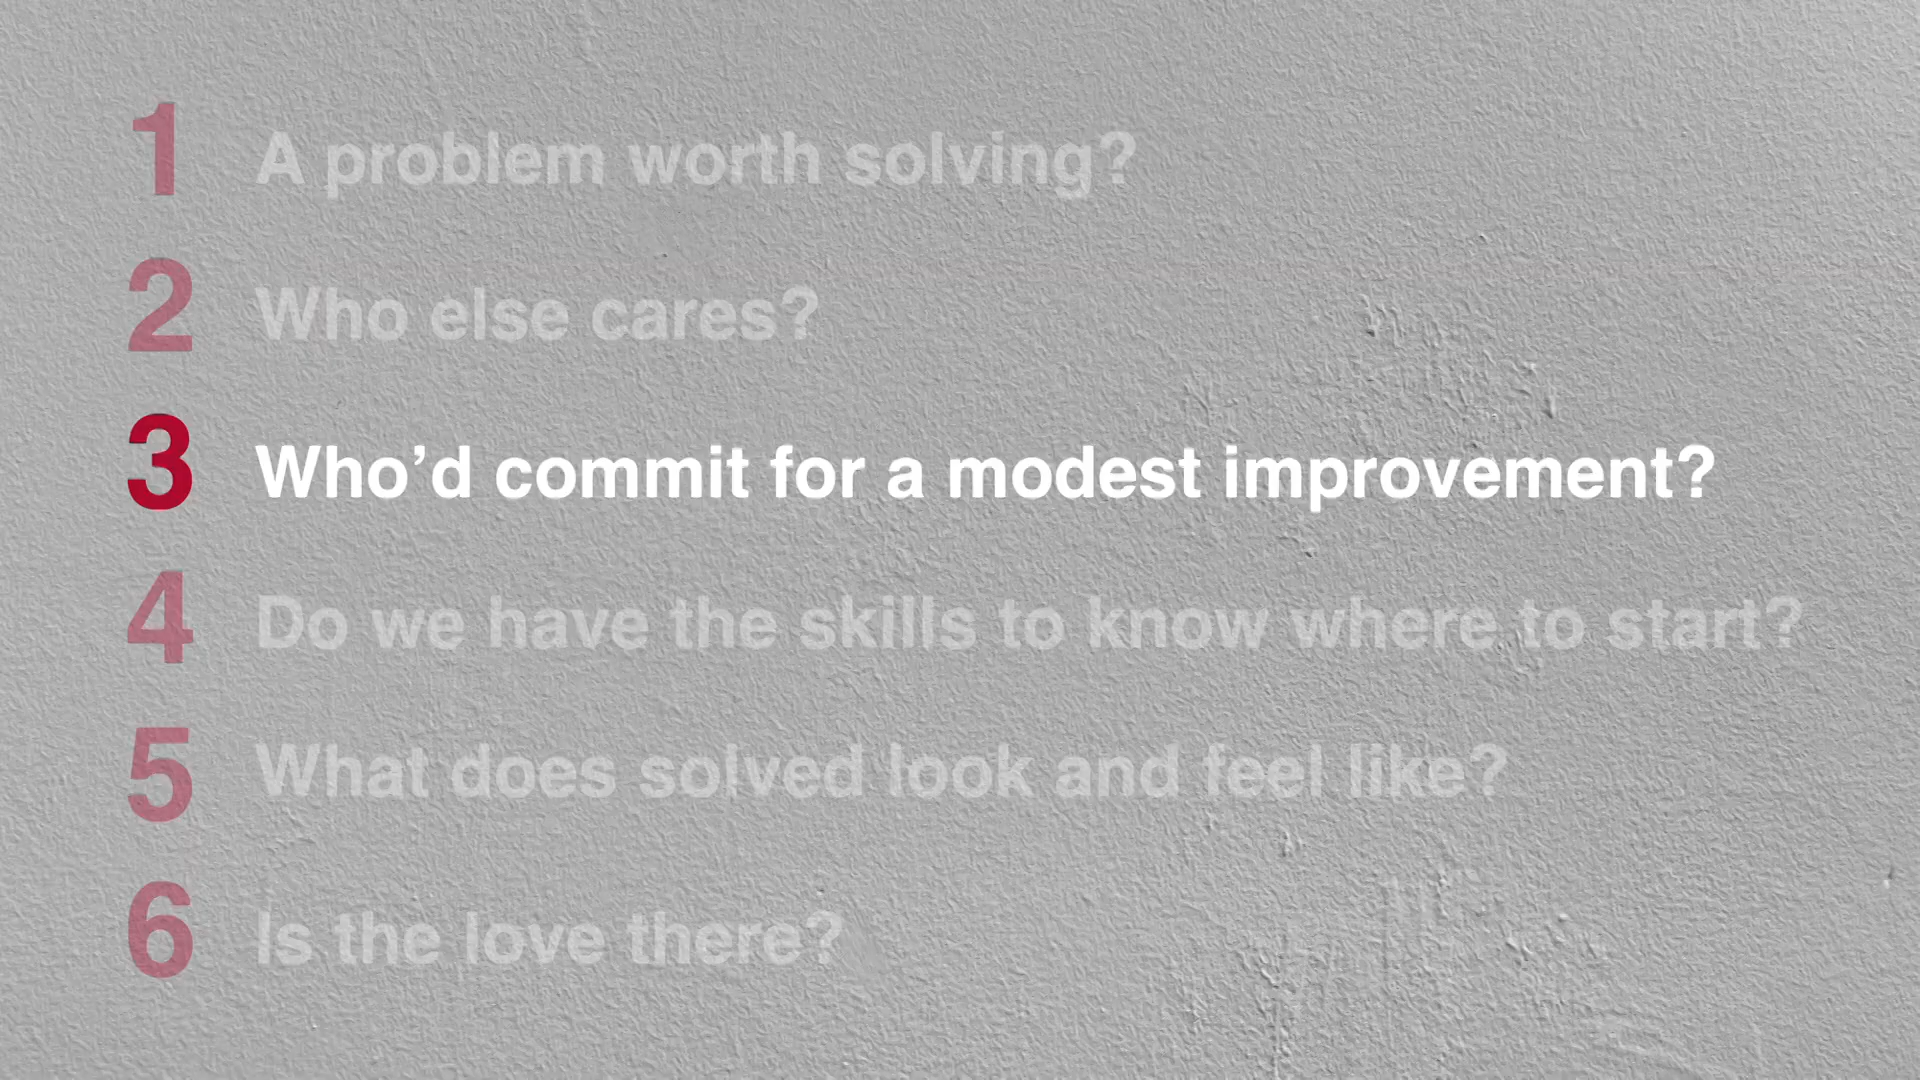 1 A problem worth solving?
2 Who else cares?
3 Who’d commit for a modest improvement?
4 Do we have the skills to know where to start?
5 What does solved look and feel like?
6 Is the love there?